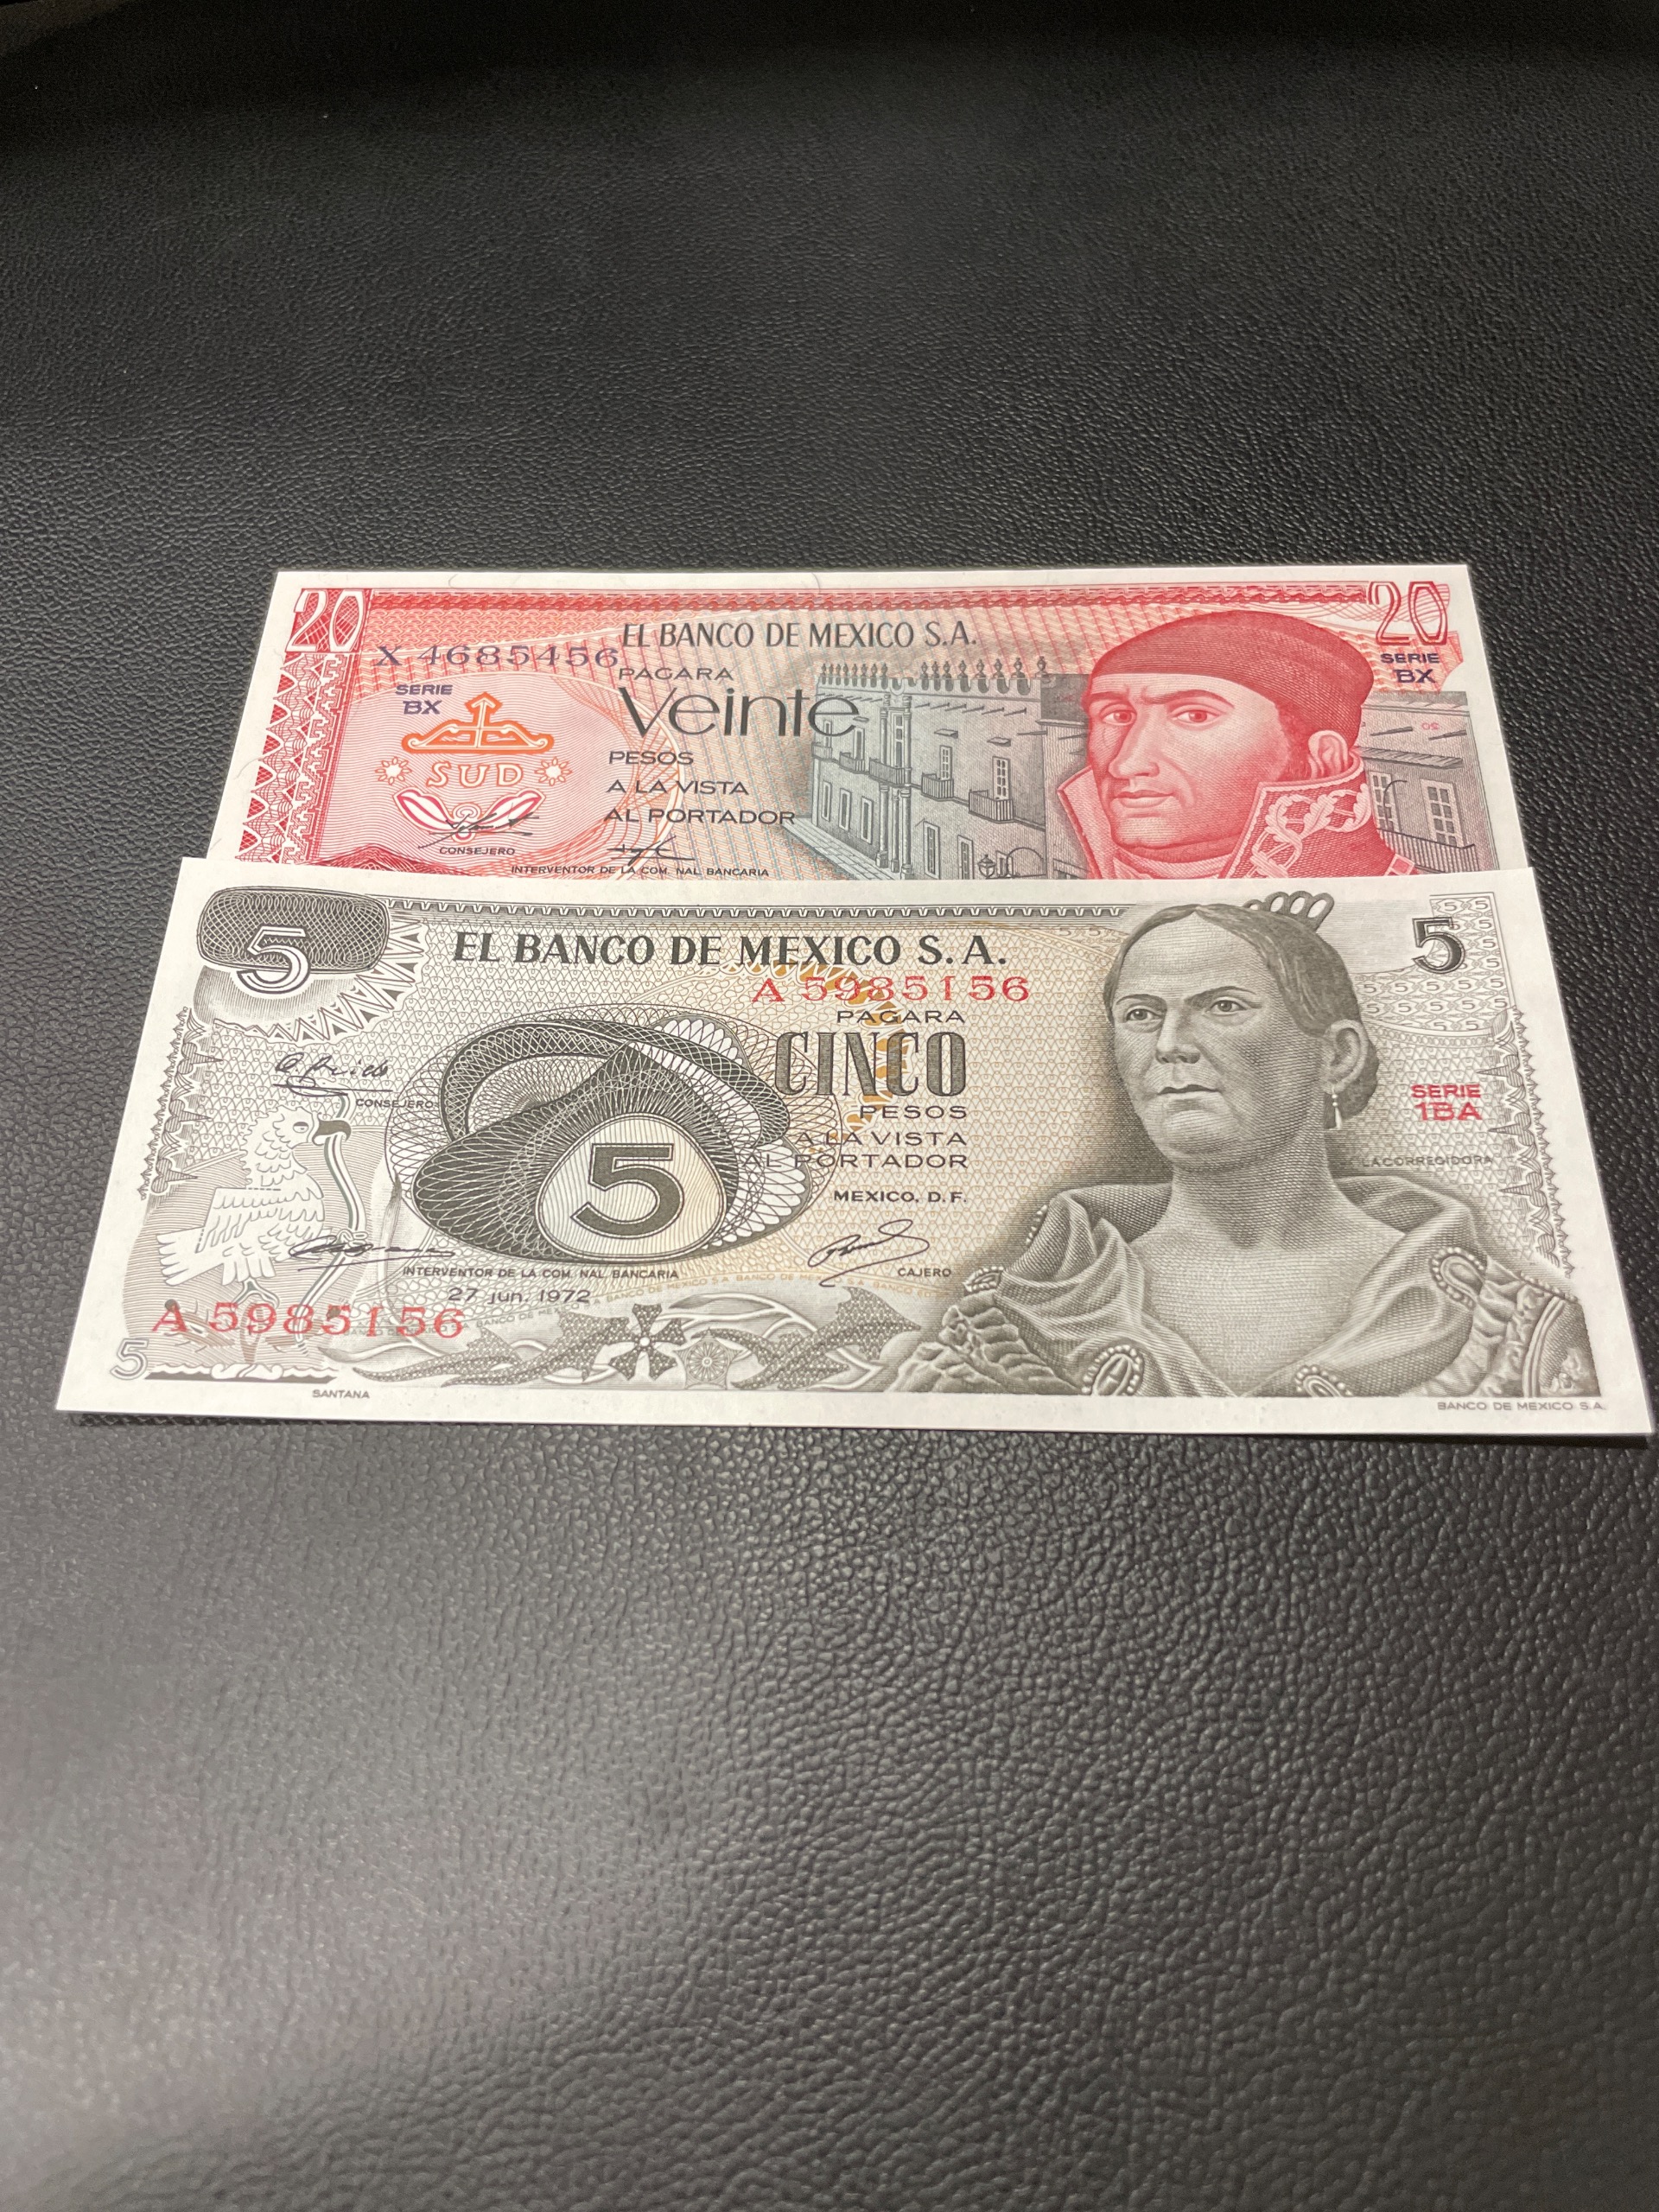 20
20
EL BANCO DE MEXICO S.A.
X 4685456
PAGARA
SERIE
BX
SERIE
BX
Veinte
SUD
PESOS
A LA VISTA
AL PORTADOR
CONSEJERO
INTERVENTOR DE LA COM. NAL. BANCARIA
50
5
EL BANCO DE MEXICO S.A.
5
A 5985156
PAGARA
CINCO
PESOS
A LA VISTA
AL PORTADOR
MEXICO, D.F.
CONSEJERO
SERIE
1BA
LA CORREGIDORA
5
INTERVENTOR DE LA COM. NAL. BANCARIA
CAJERO
27 jun. 1972
A 5985156
5
SANTANA
BANCO DE MEXICO S.A.